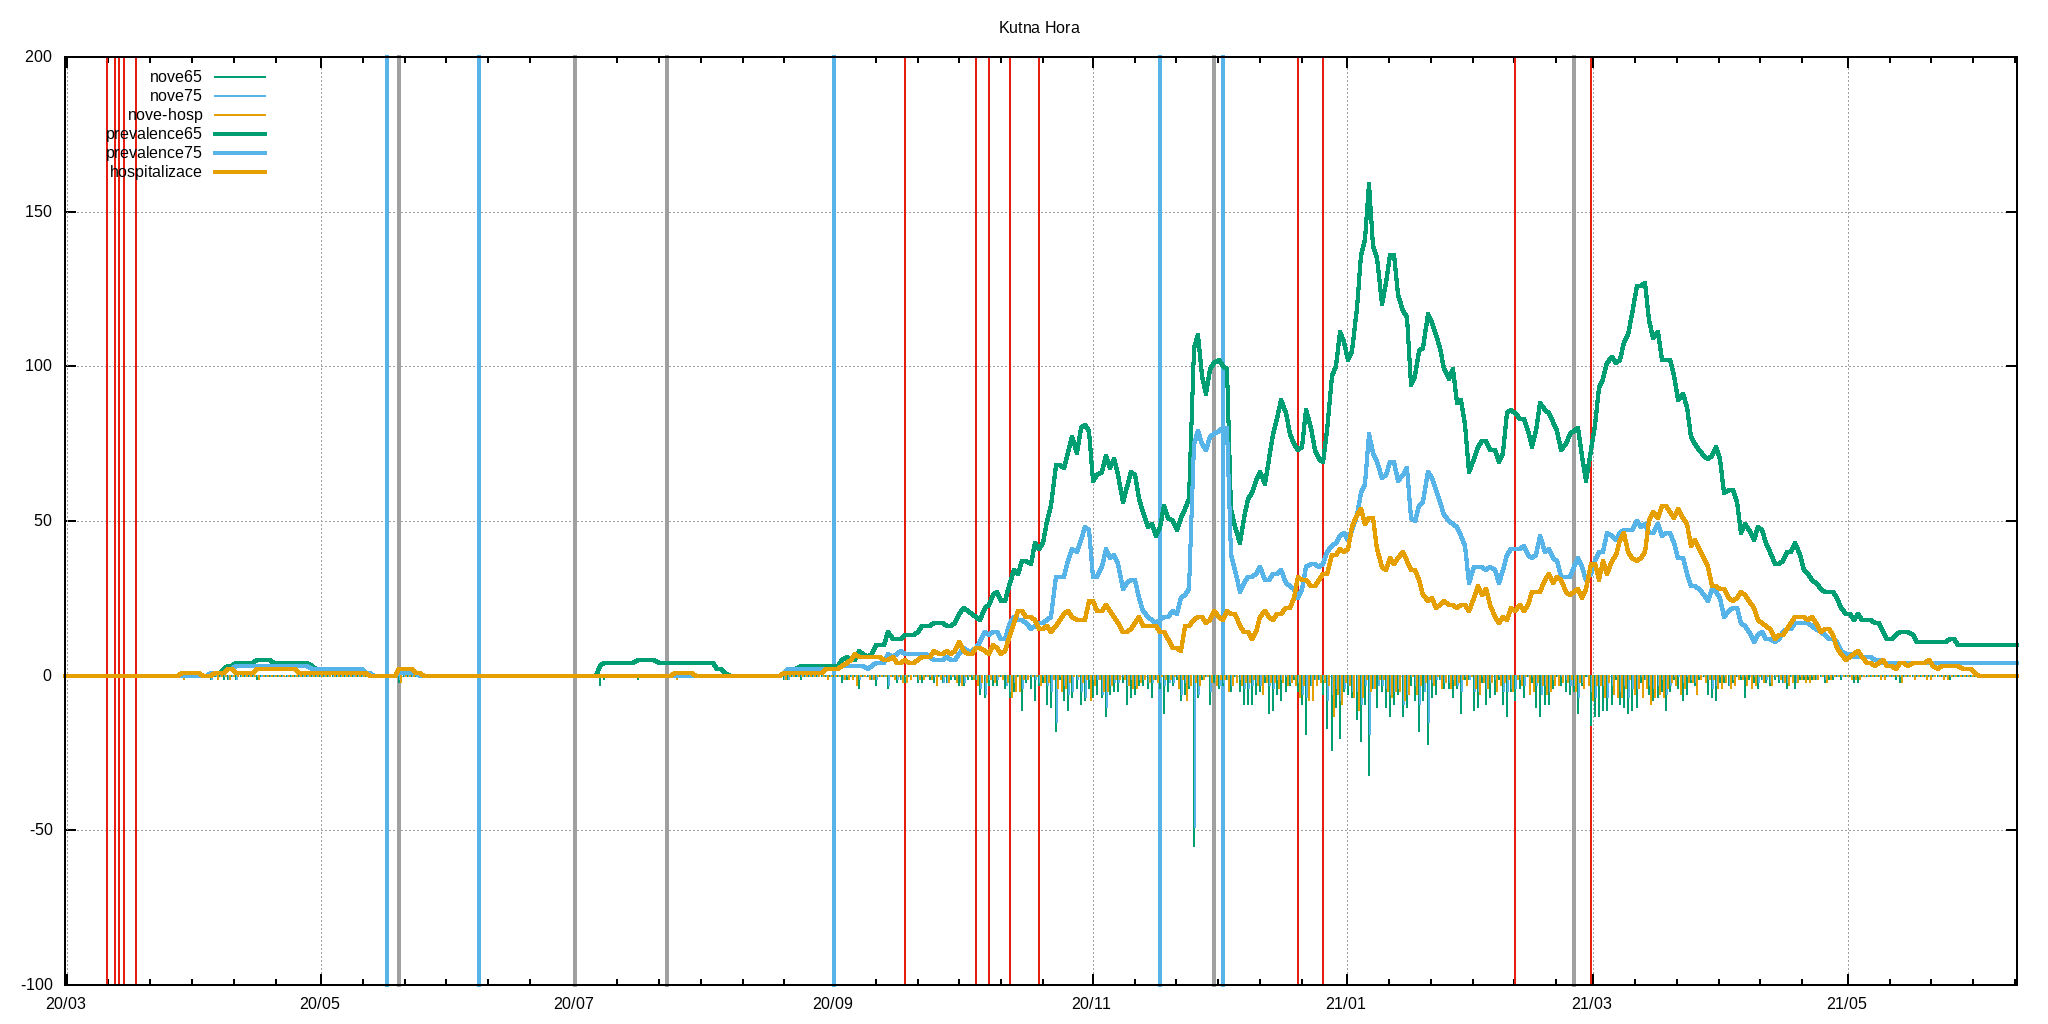 Kutna Hora
200
nove65
nove75
nove-hosp
prevalence65
prevalence75
hospitalizace
150
100
50
0
-50
-100
20/03 20/05 20/07 20/09 20/11 21/01 21/03 21/05